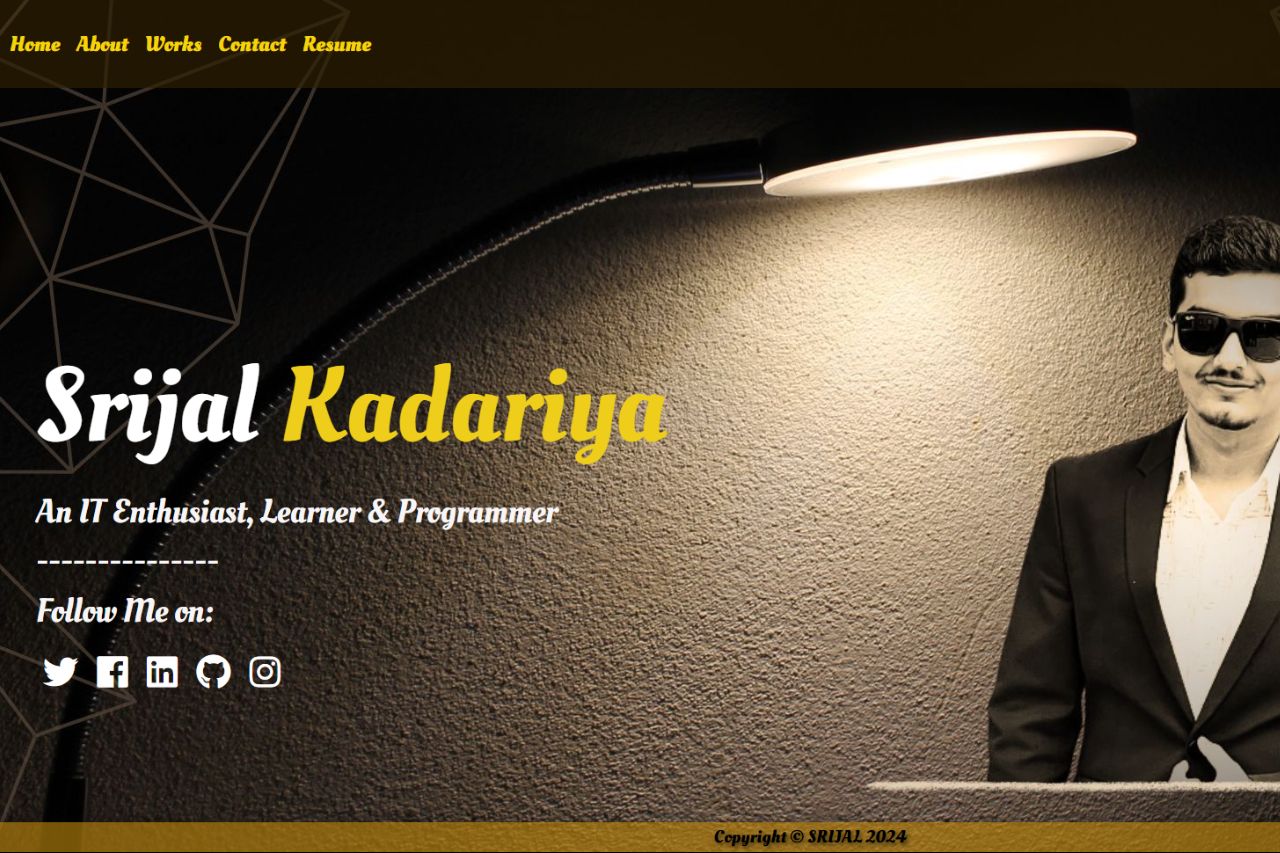 Home About Works Contact Resume
Srijal Kadariya
An IT Enthusiast, Learner & Programmer
---------------
Follow Me on:
Copyright © SRIJAL 2024